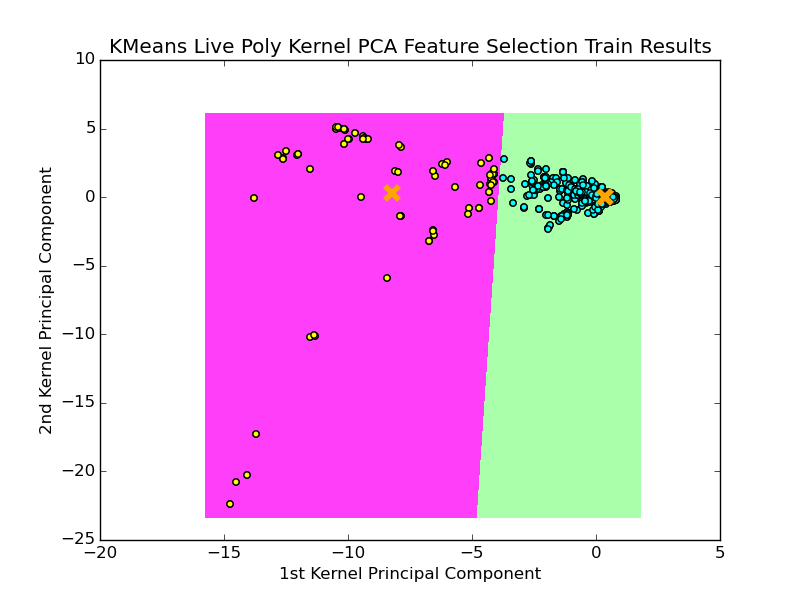 KMeans Live Poly Kernel PCA Feature Selection Train Results
10
5
0
−5
−10
−15
−20
−25
2nd Kernel Principal Component
−20 −15 −10 −5 0 5
1st Kernel Principal Component